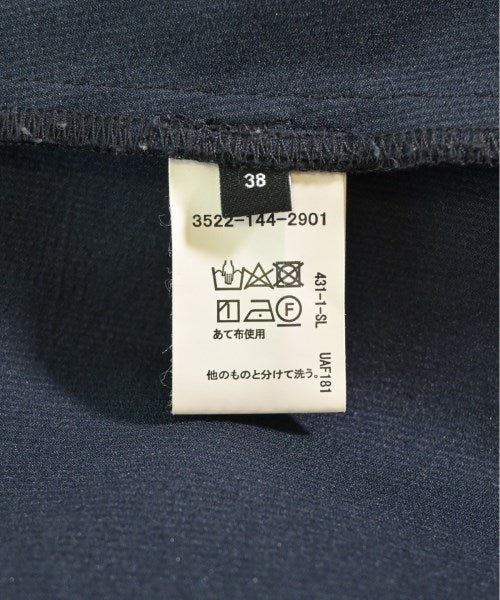 38
3522-144-2901
F
あて布使用
他のものと分けて洗う。
431-1-SL
UAF181